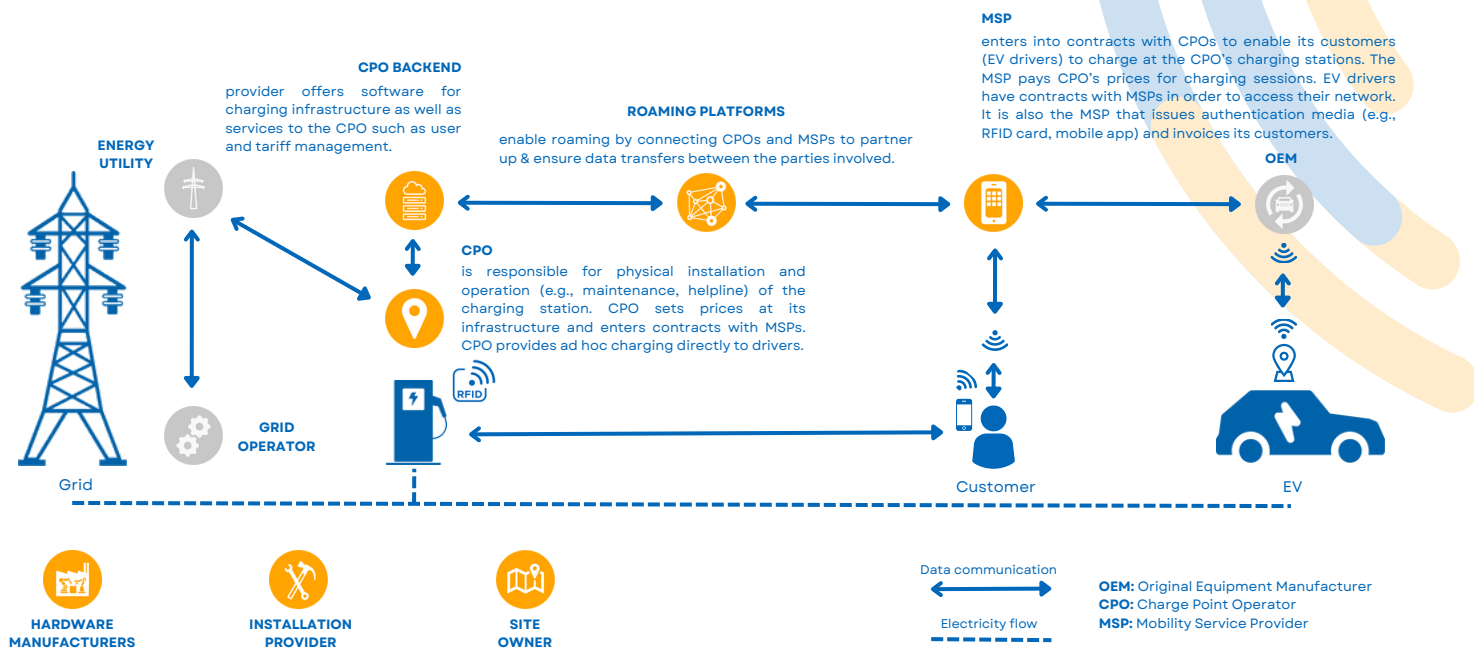 MSP
enters into contracts with CPOs to enable its customers
(EV drivers) to charge at the CPO's charging stations. The
MSP pays CPO's prices for charging sessions. EV drivers
have contracts with MSPs in order to access their network.
It is also the MSP that issues authentication media (e.g.,
RFID card, mobile app) and invoices its customers.
CPO BACKEND
provider offers software for
charging infrastructure as well as
services to the CPO such as user
and tariff management.
ROAMING PLATFORMS
enable roaming by connecting CPOs and MSPs to partner
up & ensure data transfers between the parties involved.
ENERGY
UTILITY
OEM
CPO
is responsible for physical installation and
operation (e.g., maintenance, helpline) of the
charging station. CPO sets prices at its
infrastructure and enters contracts with MSPs.
CPO provides ad hoc charging directly to drivers.
RFID
GRID
OPERATOR
Grid
Customer
EV
HARDWARE
MANUFACTURERS
INSTALLATION
PROVIDER
SITE
OWNER
Data communication
Electricity flow
OEM: Original Equipment Manufacturer
CPO: Charge Point Operator
MSP: Mobility Service Provider